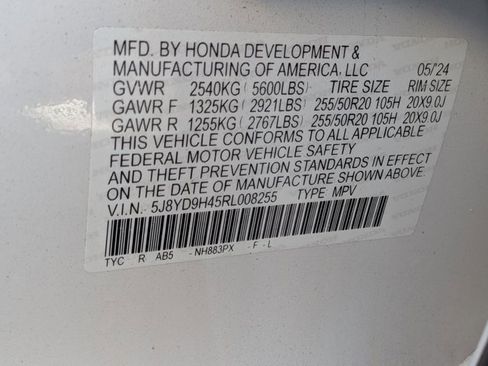 MFD. BY HONDA DEVELOPMENT &
MANUFACTURING OF AMERICA, LLC 05/24
GVWR 2540KG ( 5600LBS) TIRE SIZE RIM SIZE
GAWR F 1325KG ( 2921LBS) 255/50R20 105H 20X9.0J
GAWR R 1255KG ( 2767LBS) 255/50R20 105H 20X9.0J
THIS VEHICLE CONFORMS TO ALL APPLICABLE
FEDERAL MOTOR VEHICLE SAFETY
AND THEFT PREVENTION STANDARDS IN EFFECT
ON THE DATE OF MANUFACTURE SHOWN ABOVE.
V.I.N. 5J8YD9H45RL008255 TYPE MPV
TYC R AB5 -NH883PX -F -L